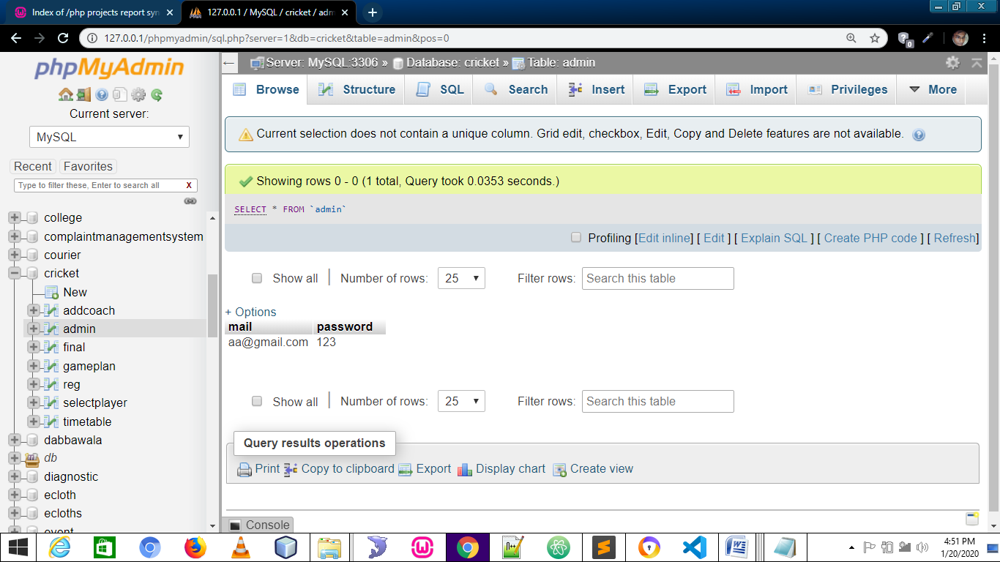 Index of /php projects report syn
127.0.0.1 / MySQL / cricket / adm
127.0.0.1/phpmyadmin/sql.php?server=1&db=cricket&table=admin&pos=0
0
phpMyAdmin
Current server:
MySQL
Recent Favorites
Type to filter these, Enter to search all X
college
complaintmanagementsystem
courier
cricket
New
addcoach
admin
final
gameplan
reg
selectplayer
timetable
dabbawala
db
diagnostic
ecloth
ecloths
event
Server: MySQL:3306 » Database: cricket » Table: admin
Browse Structure SQL Search Insert Export Import Privileges More
Current selection does not contain a unique column. Grid edit, checkbox, Edit, Copy and Delete features are not available.
Showing rows 0 - 0 (1 total, Query took 0.0353 seconds.)
SELECT * FROM `admin`
Profiling [Edit inline] [ Edit ] [ Explain SQL ] [ Create PHP code ] [ Refresh]
Show all | Number of rows: 25 Filter rows: Search this table
+ Options
mail password
aa@gmail.com 123
Show all | Number of rows: 25 Filter rows: Search this table
Query results operations
Print Copy to clipboard Export Display chart Create view
Console
4:51 PM
1/20/2020